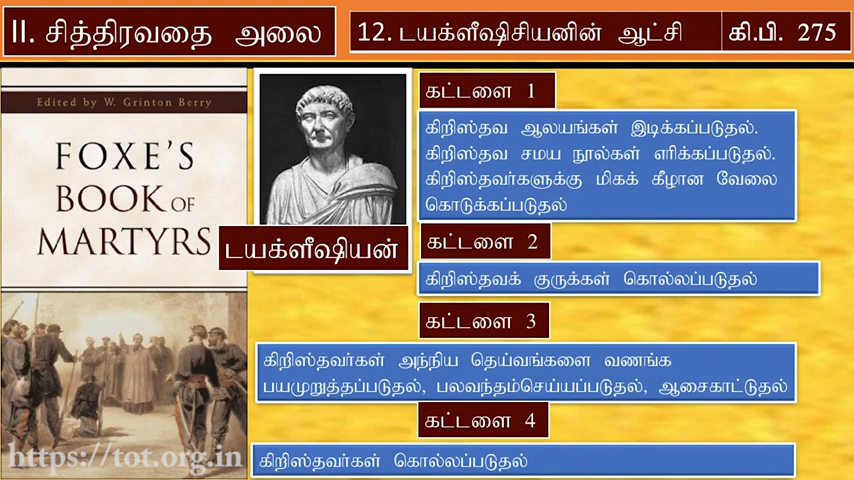 II. சித்திரவதை அலை
12. டயக்ளீஷிசியனின் ஆட்சி
கி.பி. 275
Edited by W. Grinton Berry
FOXE'S
BOOK OF
MARTYRS
டயக்ளீஷியன்
கட்டளை 1
கிறிஸ்தவ ஆலயங்கள் இடிக்கப்படுதல்.
கிறிஸ்தவ சமய நூல்கள் எரிக்கப்படுதல்.
கிறிஸ்தவர்களுக்கு மிகக் கீழான வேலை
கொடுக்கப்படுதல்
கட்டளை 2
கிறிஸ்தவக் குருக்கள் கொல்லப்படுதல்
கட்டளை 3
கிறிஸ்தவர்கள் அந்நிய தெய்வங்களை வணங்க
பயமுறுத்தப்படுதல், பலவந்தம்செய்யப்படுதல், ஆசைகாட்டுதல்
கட்டளை 4
கிறிஸ்தவர்கள் கொல்லப்படுதல்
https://tot.org.in